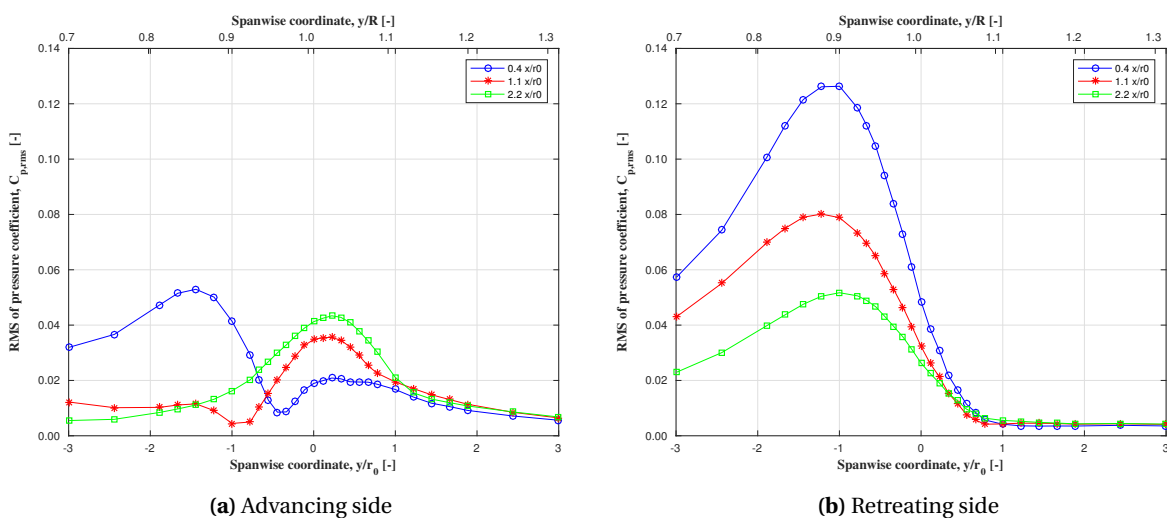 Spanwise coordinate, y/R [-]
0.7 0.8 0.9 1.0 1.1 1.2 1.3
0.14
0.12
0.10
0.08
0.06
0.04
0.02
0.00
RMS of pressure coefficient, C_p,rms [-]
0.4 x/r0
1.1 x/r0
2.2 x/r0
-3 -2 -1 0 1 2 3
Spanwise coordinate, y/r_0 [-]
(a) Advancing side
Spanwise coordinate, y/R [-]
0.7 0.8 0.9 1.0 1.1 1.2 1.3
0.14
0.12
0.10
0.08
0.06
0.04
0.02
0.00
RMS of pressure coefficient, C_p,rms [-]
0.4 x/r0
1.1 x/r0
2.2 x/r0
-3 -2 -1 0 1 2 3
Spanwise coordinate, y/r_0 [-]
(b) Retreating side